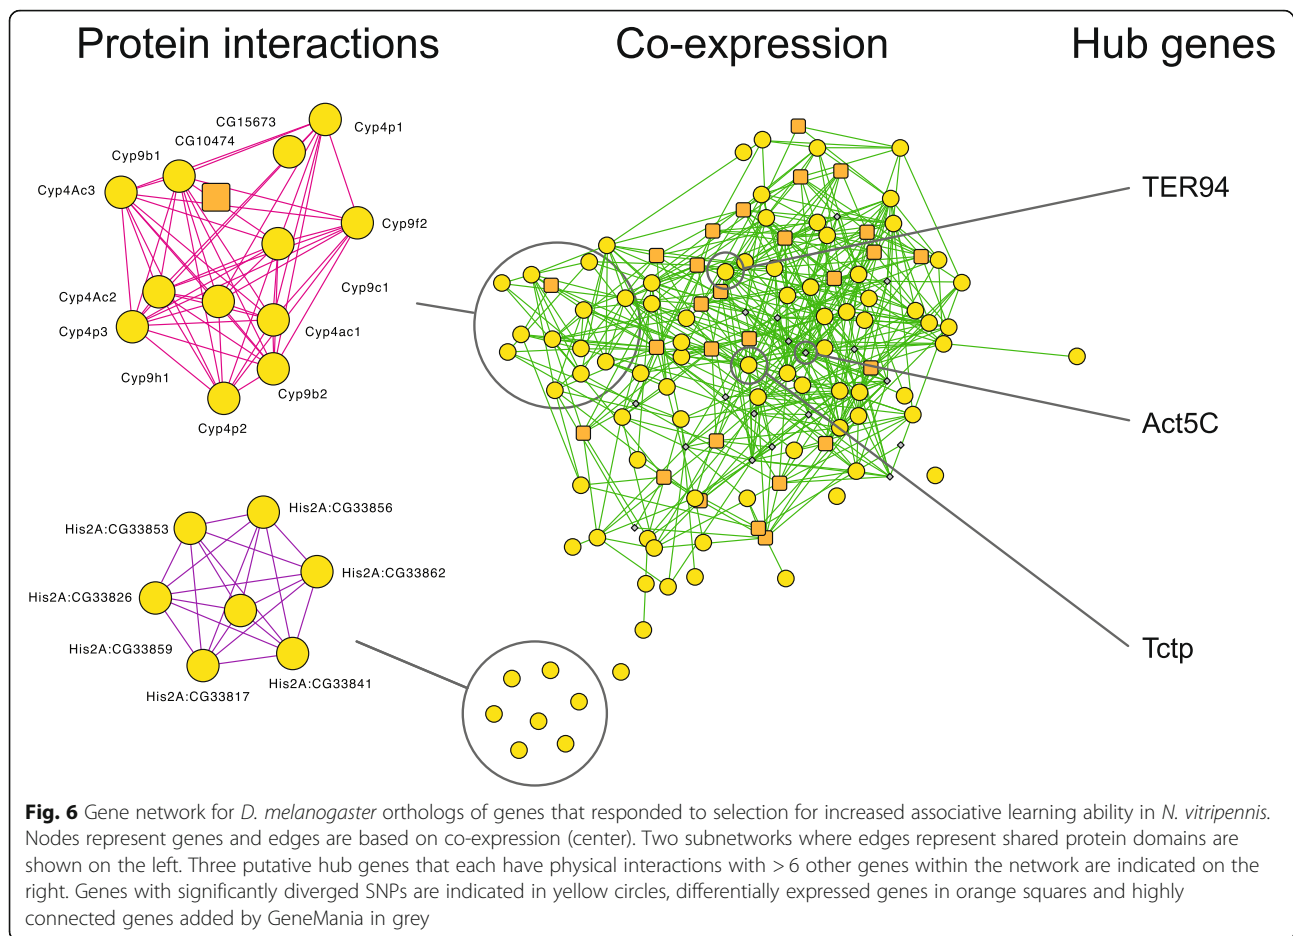 Protein interactions
Co-expression
Hub genes
CG15673
Cyp4p1
CG10474
Cyp9b1
Cyp4Ac3
Cyp9f2
Cyp9c1
Cyp4Ac2
Cyp4p3
Cyp4ac1
Cyp9h1
Cyp9b2
Cyp4p2
TER94
Act5C
Tctp
His2A:CG33856
His2A:CG33853
His2A:CG33862
His2A:CG33826
His2A:CG33859
His2A:CG33841
His2A:CG33817
Fig. 6 Gene network for D. melanogaster orthologs of genes that responded to selection for increased associative learning ability in N. vitripennis.
Nodes represent genes and edges are based on co-expression (center). Two subnetworks where edges represent shared protein domains are
shown on the left. Three putative hub genes that each have physical interactions with > 6 other genes within the network are indicated on the
right. Genes with significantly diverged SNPs are indicated in yellow circles, differentially expressed genes in orange squares and highly
connected genes added by GeneMania in grey